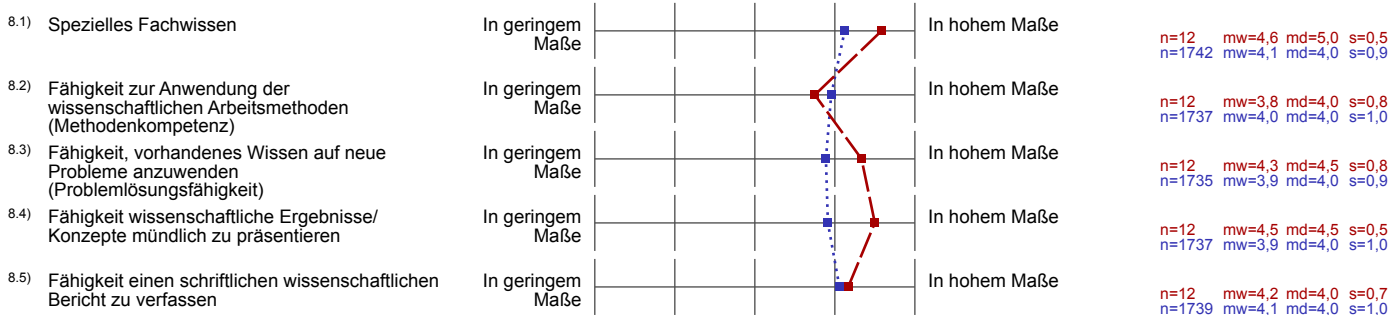 8.1) Spezielles Fachwissen
In geringem
Maße
In hohem Maße
n=12 mw=4,6 md=5,0 s=0,5
n=1742 mw=4,1 md=4,0 s=0,9
8.2) Fähigkeit zur Anwendung der
wissenschaftlichen Arbeitsmethoden
(Methodenkompetenz)
In geringem
Maße
In hohem Maße
n=12 mw=3,8 md=4,0 s=0,8
n=1737 mw=4,0 md=4,0 s=1,0
8.3) Fähigkeit, vorhandenes Wissen auf neue
Probleme anzuwenden
(Problemlösungsfähigkeit)
In geringem
Maße
In hohem Maße
n=12 mw=4,3 md=4,5 s=0,8
n=1735 mw=3,9 md=4,0 s=0,9
8.4) Fähigkeit wissenschaftliche Ergebnisse/
Konzepte mündlich zu präsentieren
In geringem
Maße
In hohem Maße
n=12 mw=4,5 md=4,5 s=0,5
n=1737 mw=3,9 md=4,0 s=1,0
8.5) Fähigkeit einen schriftlichen wissenschaftlichen
Bericht zu verfassen
In geringem
Maße
In hohem Maße
n=12 mw=4,2 md=4,0 s=0,7
n=1739 mw=4,1 md=4,0 s=1,0